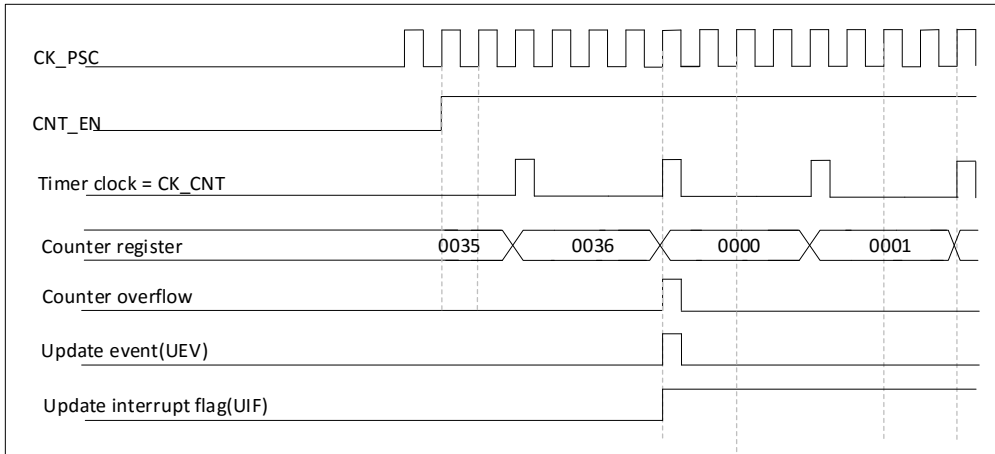 CK_PSC
CNT_EN
Timer clock = CK_CNT
Counter register 0035 0036 0000 0001
Counter overflow
Update event(UEV)
Update interrupt flag(UIF)